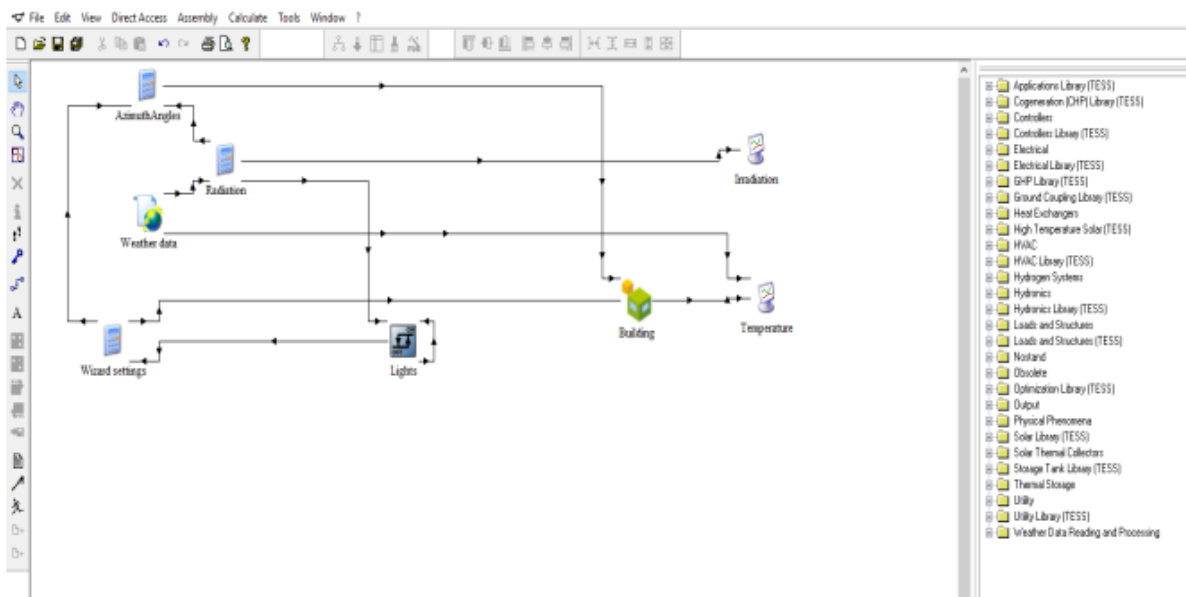 File Edit View Direct Access Assembly Calculate Tools Window ?
AzimuthAngles
Radiation
Irradiation
Weather data
Building
Temperature
Wizard settings
Lights
A
Applications Library (TESS)
Cogeneration (CHP) Library (TESS)
Controllers
Controllers Library (TESS)
Electrical
Electrical Library (TESS)
GHP Library (TESS)
Ground Coupling Library (TESS)
Heat Exchangers
High Temperature Solar (TESS)
HVAC
HVAC Library (TESS)
Hydrogen Systems
Hydronics
Hydronics Library (TESS)
Loads and Structures
Loads and Structures (TESS)
Nostand
Obsolete
Optimization Library (TESS)
Output
Physical Phenomena
Solar Library (TESS)
Solar Thermal Collectors
Storage Tank Library (TESS)
Thermal Storage
Utility
Utility Library (TESS)
Weather Data Reading and Processing